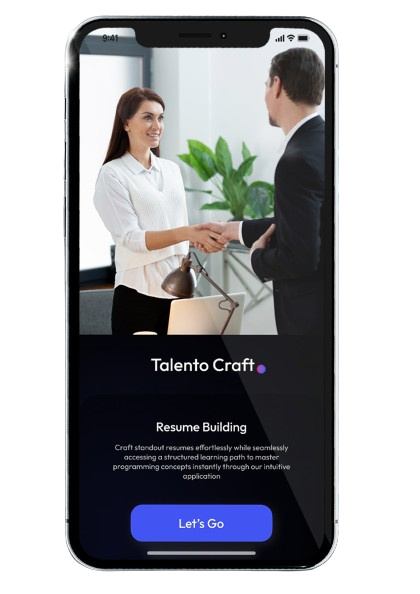 9:41
Talento Craft
Resume Building
Craft standout resumes effortlessly while seamlessly
accessing a structured learning path to master
programming concepts instantly through our intuitive
application
Let's Go